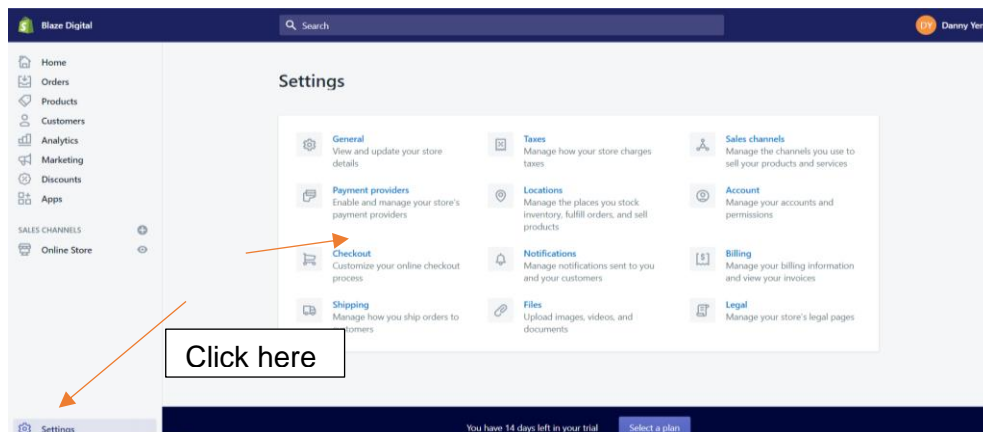 Blaze Digital
Search
DY
Danny Yer
Home
Orders
Products
Customers
Analytics
Marketing
Discounts
Apps
SALES CHANNELS
Online Store
Settings
Settings
General
View and update your store
details
Payment providers
Enable and manage your store's
payment providers
Checkout
Customize your online checkout
process
Shipping
Manage how you ship orders to
customers
Taxes
Manage how your store charges
taxes
Locations
Manage the places you stock
inventory, fulfill orders, and sell
products
Notifications
Manage notifications sent to you
and your customers
Files
Upload images, videos, and
documents
Sales channels
Manage the channels you use to
sell your products and services
Account
Manage your accounts and
permissions
Billing
Manage your billing information
and view your invoices
Legal
Manage your store's legal pages
Click here
You have 14 days left in your trial
Select a plan